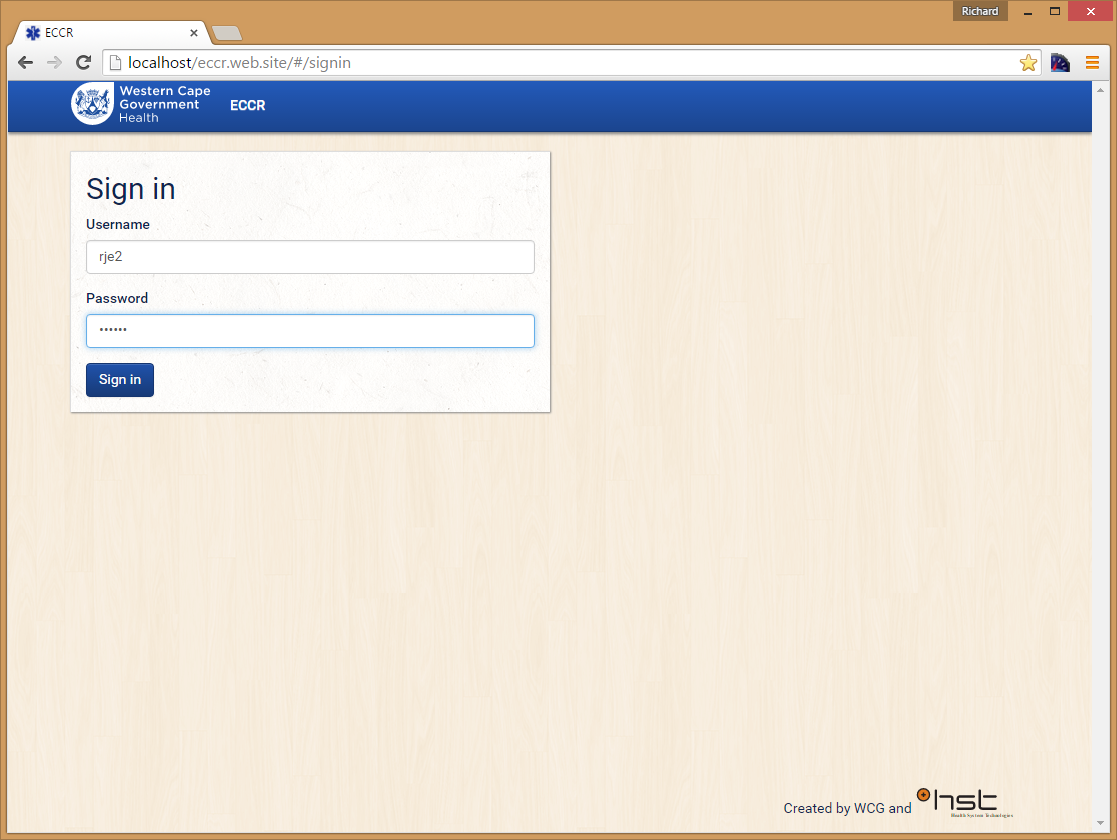 Richard
ECCR
localhost/eccr.web.site/#/signin
Western Cape
Government
Health
ECCR
Sign in
Username
rje2
Password
••••••
Sign in
Created by WCG and hst
Health System Technologies